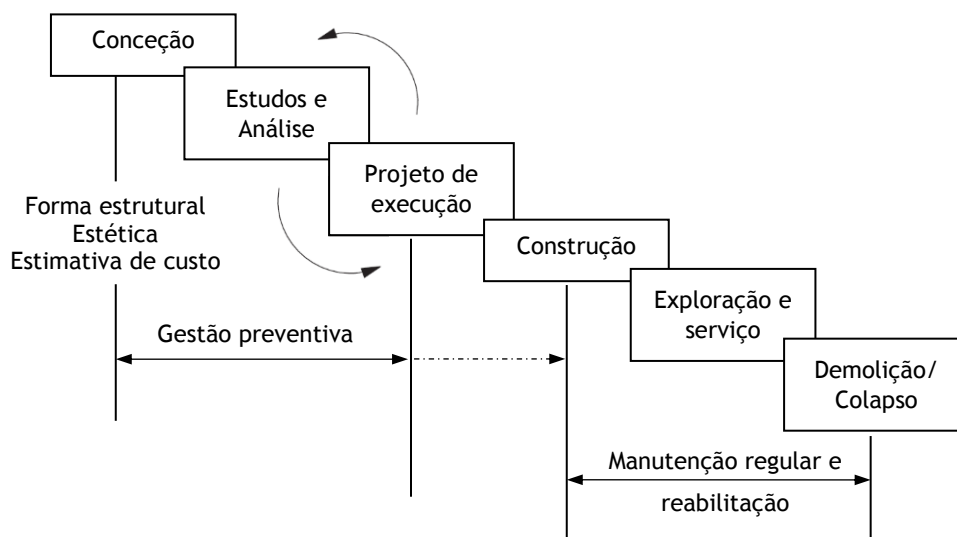 Conceção
Estudos e
Análise
Projeto de
execução
Forma estrutural
Estética
Estimativa de custo
Construção
Exploração e
serviço
Gestão preventiva
Demolição/
Colapso
Manutenção regular e
reabilitação